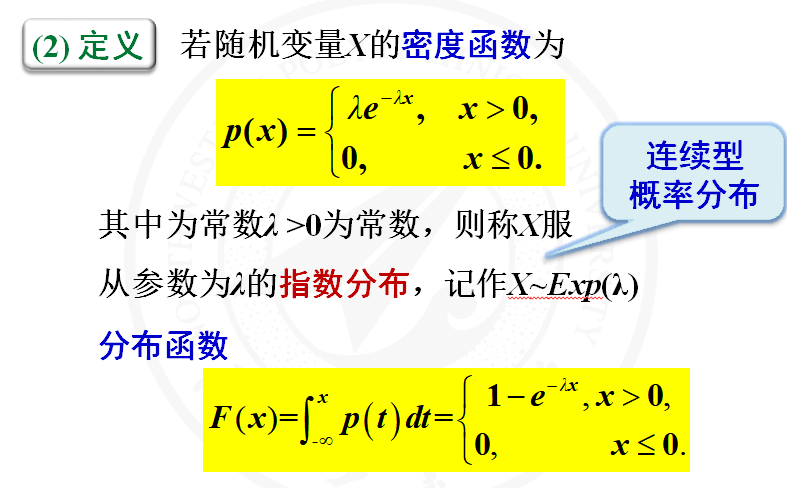 (2) 定义 若随机变量X的密度函数为
p(x) = { λe^{-λx}, x > 0,
0, x ≤ 0.
连续型
概率分布
其中为常数λ >0为常数，则称X服
从参数为λ的指数分布，记作X~Exp(λ)
分布函数
F(x)=∫_{-∞}^{x} p(t)dt={ 1-e^{-λx}, x > 0,
0, x ≤ 0.